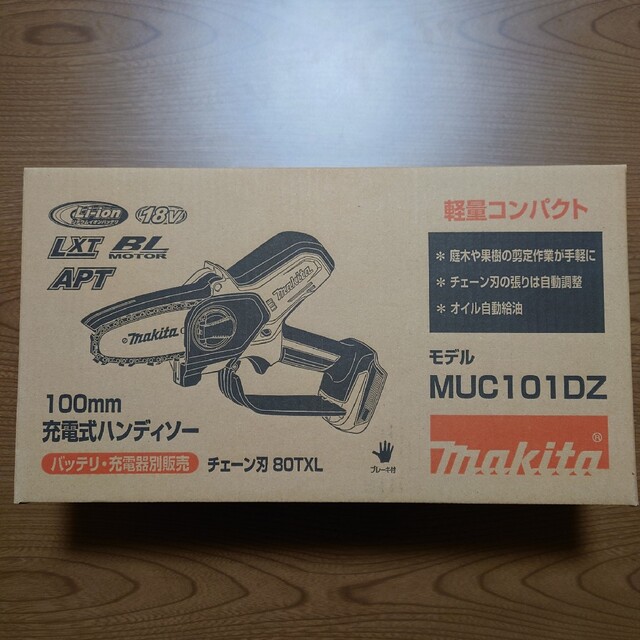 Li-ion
18V
LXT BL
MOTOR
APT
makita
makita
100mm
充電式ハンディソー
バッテリ・充電器別販売 チェーン刃 80TXL
ブレーキ付
軽量コンパクト
* 庭木や果樹の剪定作業が手軽に
* チェーン刃の張りは自動調整
* オイル自動給油
モデル
MUC101DZ
makita®